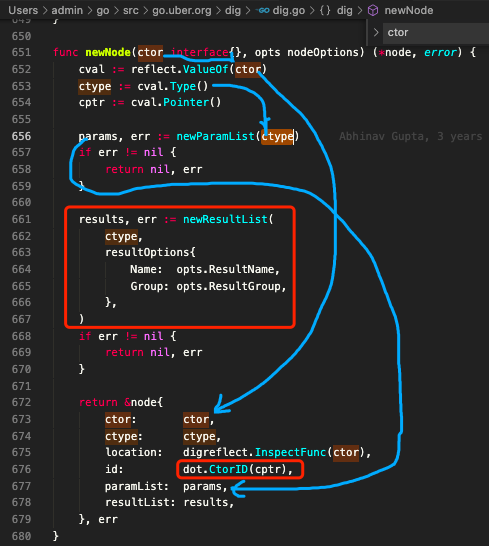 Users > admin > go > src > go.uber.org > dig > dig.go > {} dig > newNode
649 }
650
ctor
651 func newNode(ctor interface{}, opts nodeOptions) (*node, error) {
652 cval := reflect.ValueOf(ctor)
653 ctype := cval.Type()
654 cptr := cval.Pointer()
655
656 params, err := newParamList(ctype) Abhinav Gupta, 3 years
657 if err != nil {
658 return nil, err
659 }
660
661 results, err := newResultList(
662 ctype,
663 resultOptions{
664 Name: opts.ResultName,
665 Group: opts.ResultGroup,
666 },
667 )
668 if err != nil {
669 return nil, err
670 }
671
672 return &node{
673 ctor: ctor,
674 ctype: ctype,
675 location: digreflect.InspectFunc(ctor),
676 id: dot.CtorID(cptr),
677 paramList: params,
678 resultList: results,
679 }, err
680 }